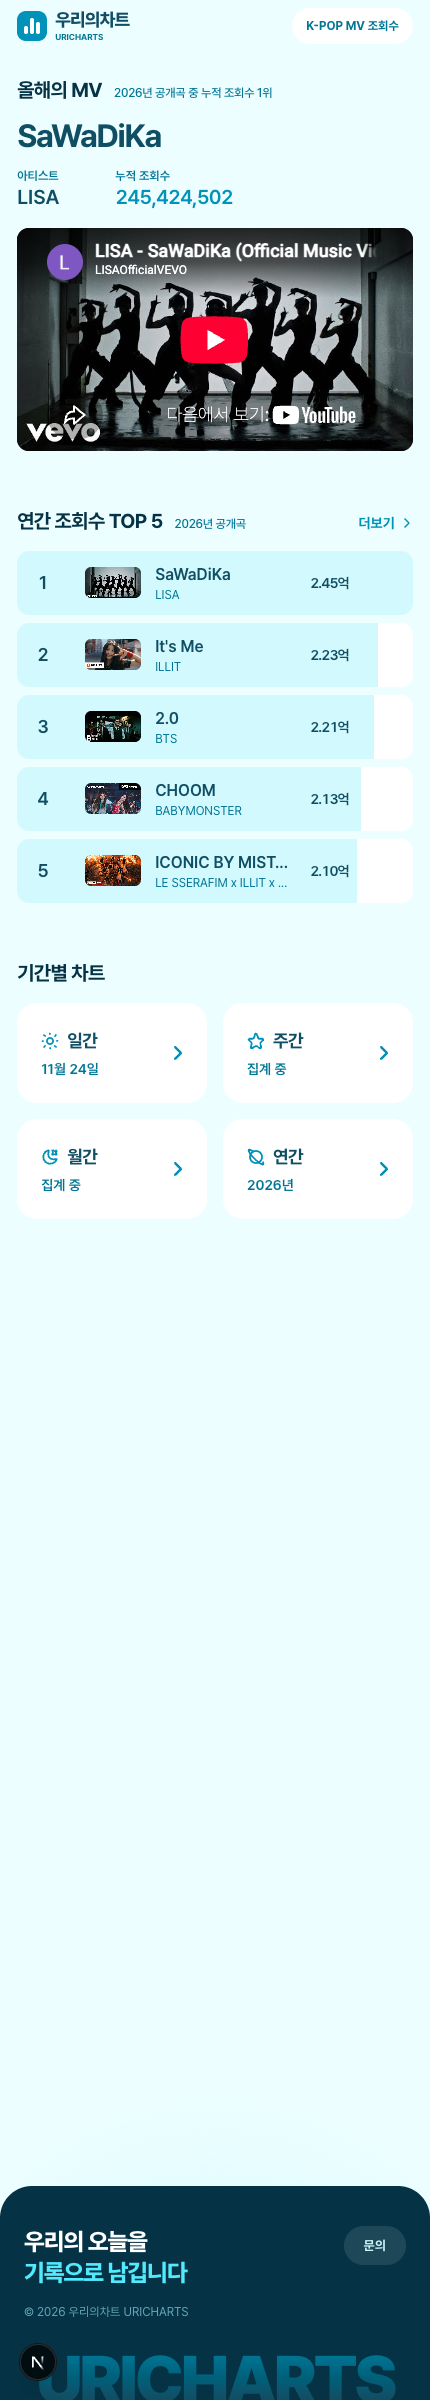 우리의차트
URICHARTS
K-POP MV 조회수
올해의 MV 2026년 공개곡 중 누적 조회수 1위
SaWaDiKa
아티스트 누적 조회수
LISA 245,424,502
L
LISA - SaWaDiKa (Official Music Vi
LISAOfficialVEVO
다음에서 보기: YouTube
vevo
연간 조회수 TOP 5 2026년 공개곡 더보기
1 SaWaDiKa 2.45억
LISA
2 It's Me 2.23억
ILLIT
3 2.0 2.21억
BTS
4 CHOOM 2.13억
BABYMONSTER
5 ICONIC BY MIST... 2.10억
LE SSERAFIM x ILLIT x ...
기간별 차트
일간
11월 24일
주간
집계 중
월간
집계 중
연간
2026년
우리의 오늘을
기록으로 남깁니다
문의
© 2026 우리의차트 URICHARTS
N
URICHARTS